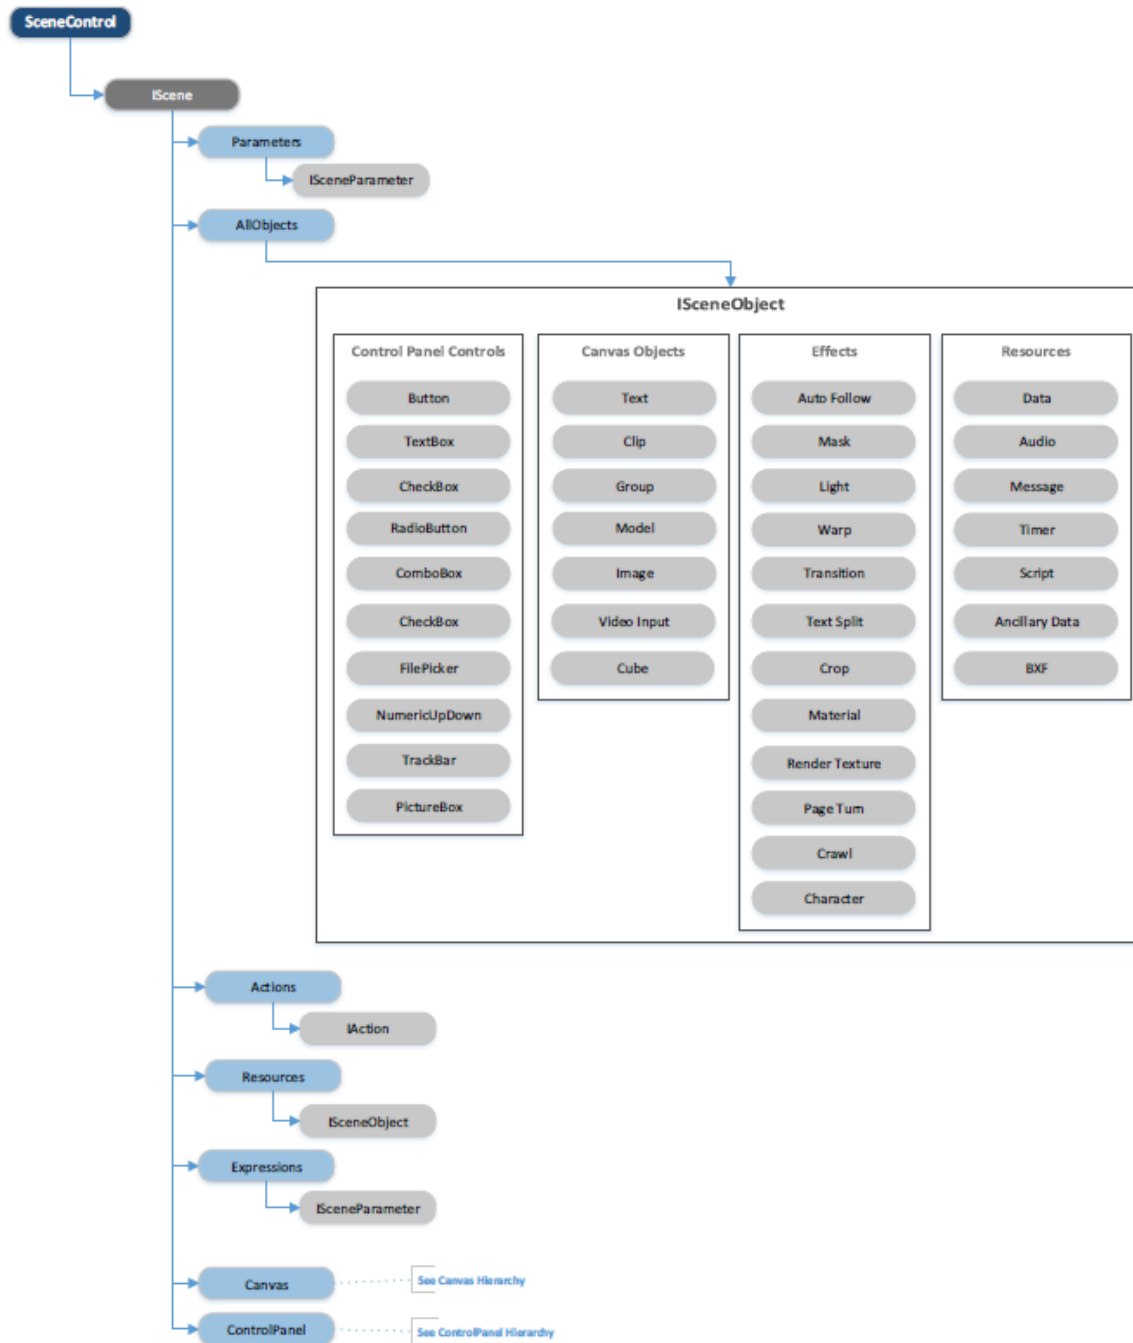 SceneControl
IScene
Parameters
ISceneParameter
AllObjects
ISceneObject
Control Panel Controls
Button
TextBox
CheckBox
RadioButton
ComboBox
CheckBox
FilePicker
NumericUpDown
TrackBar
PictureBox
Canvas Objects
Text
Clip
Group
Model
Image
Video Input
Cube
Effects
Auto Follow
Mask
Light
Warp
Transition
Text Split
Crop
Material
Render Texture
Page Turn
Crawl
Character
Resources
Data
Audio
Message
Timer
Script
Ancillary Data
BXF
Actions
IAction
Resources
ISceneObject
Expressions
ISceneParameter
Canvas
See Canvas Hierarchy
ControlPanel
See ControlPanel Hierarchy